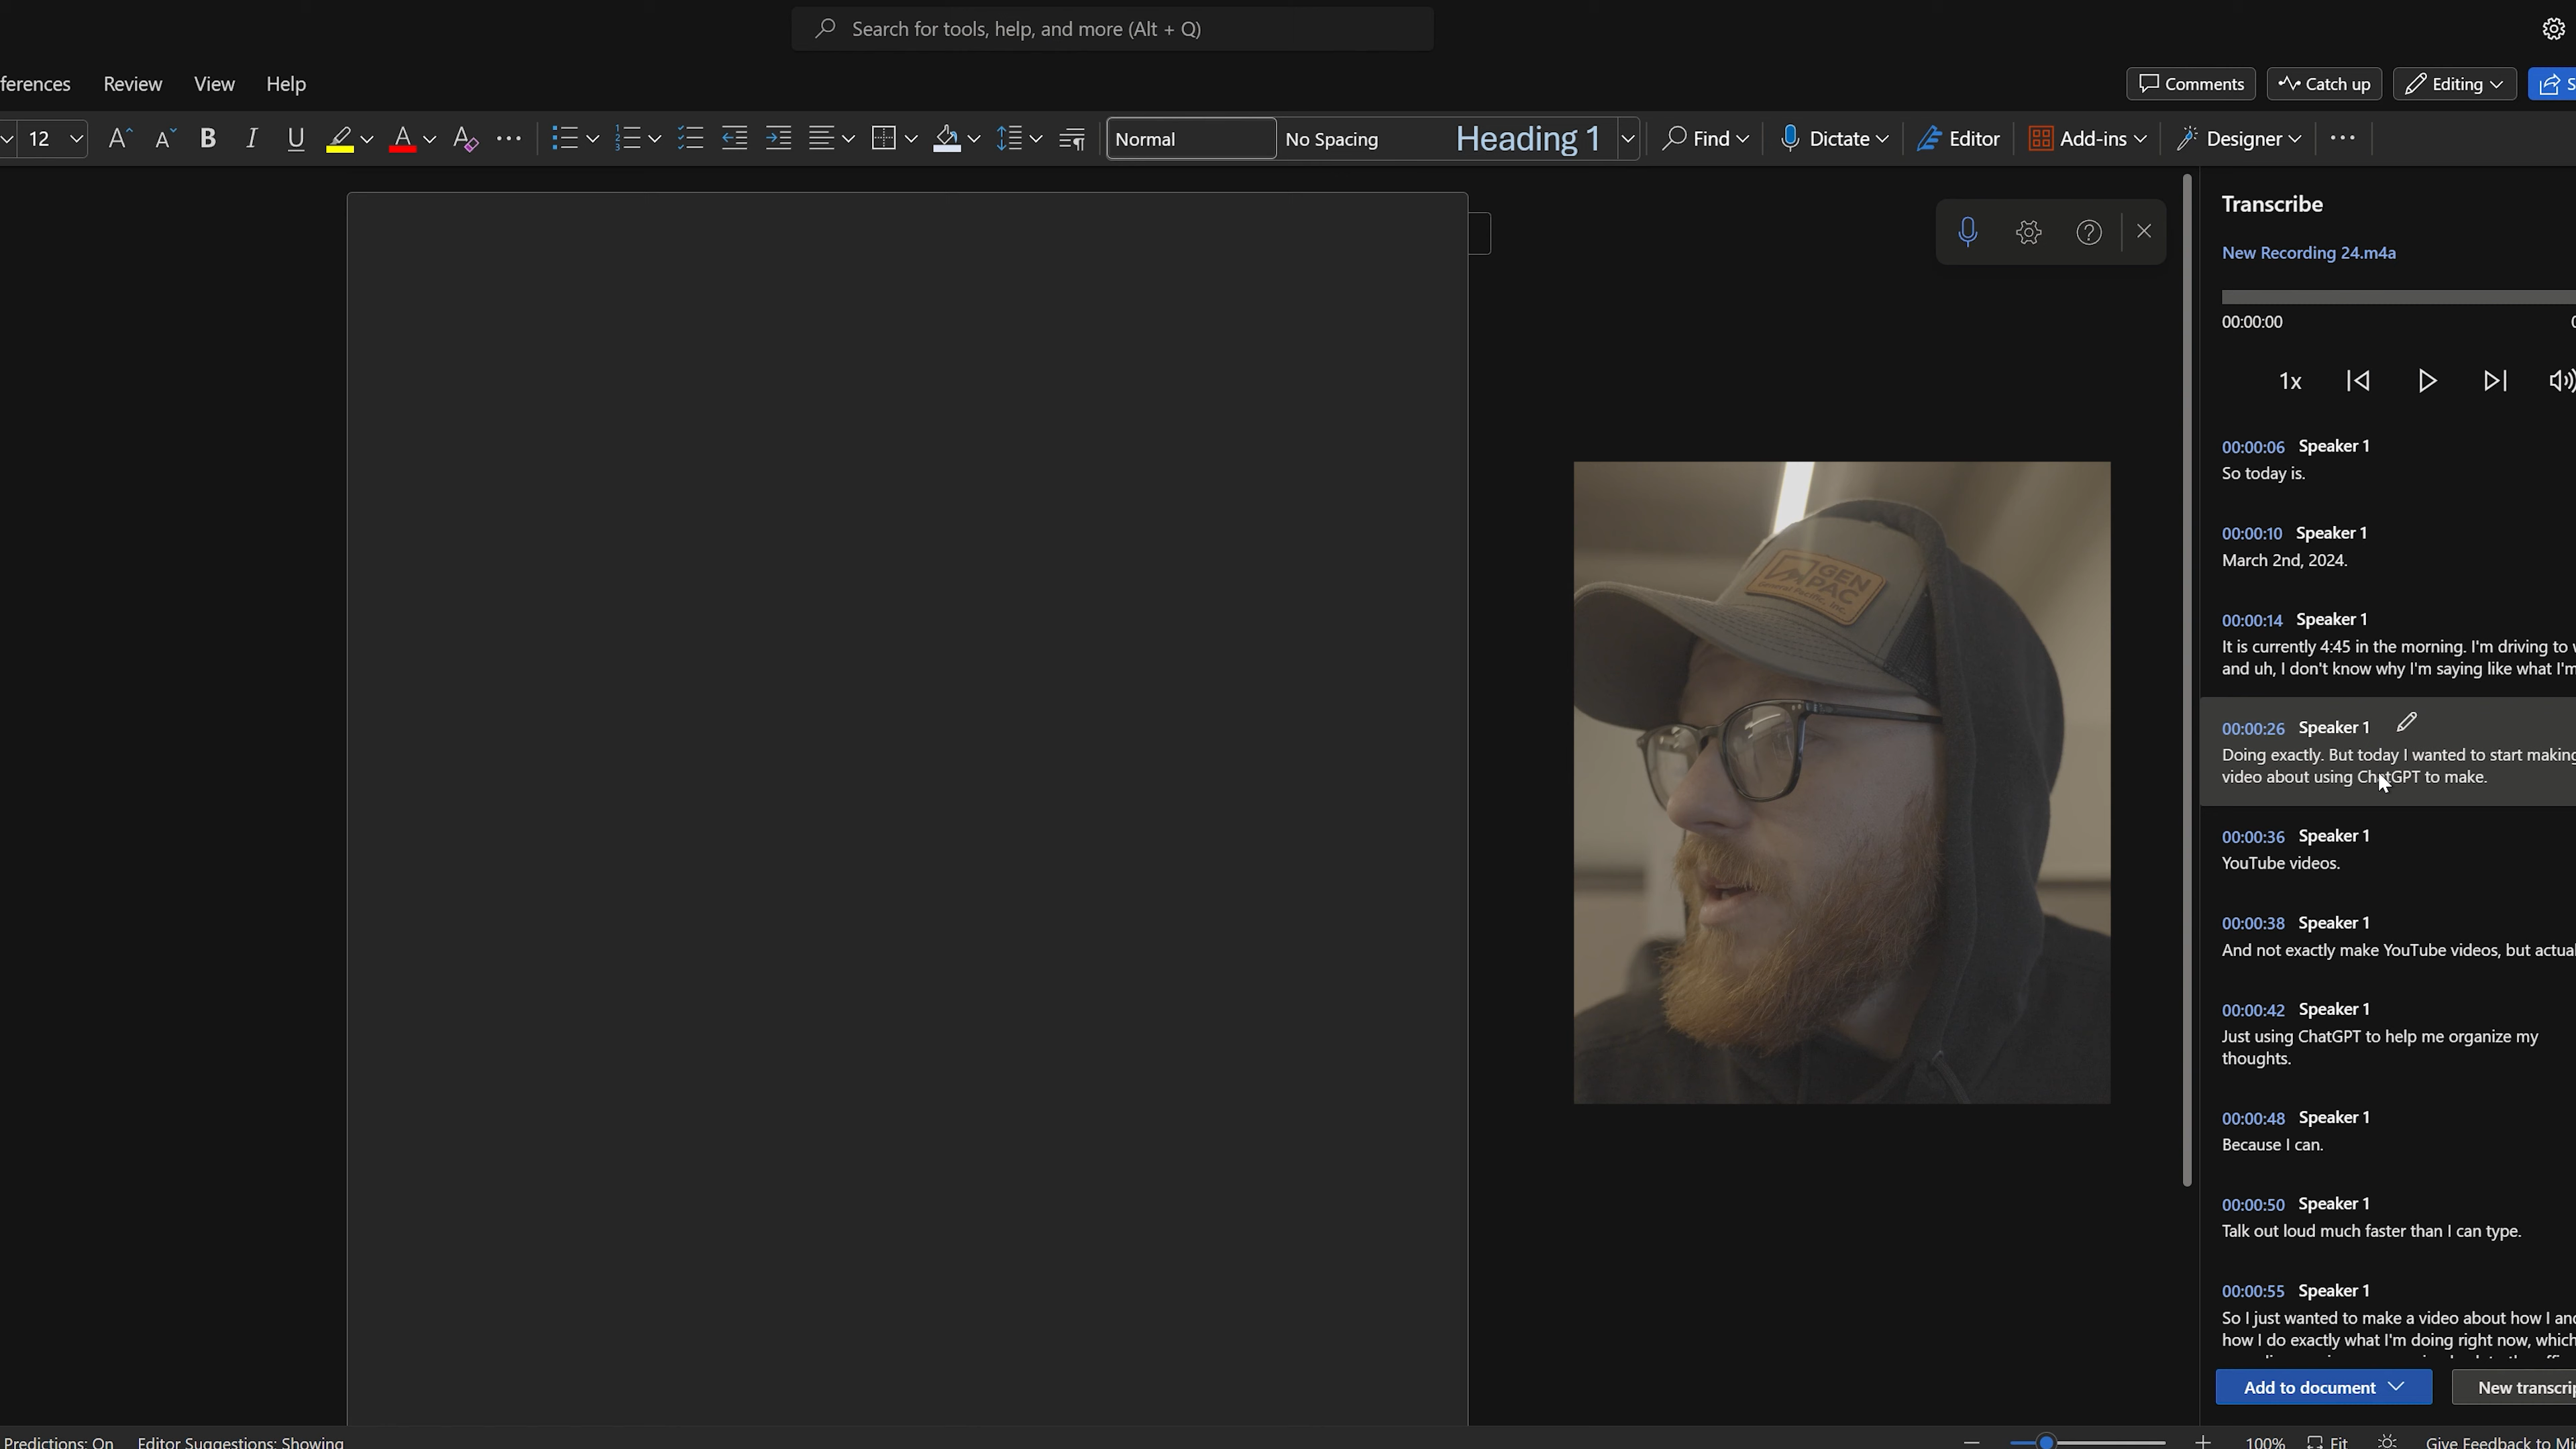 Search for tools, help, and more (Alt + Q)
ferences Review View Help
Comments Catch up Editing
12 A A B I U A A Normal No Spacing Heading 1 Find Dictate Editor Add-ins Designer
Transcribe
New Recording 24.m4a
00:00:00
1x
00:00:06 Speaker 1
So today is.
00:00:10 Speaker 1
March 2nd, 2024.
00:00:14 Speaker 1
It is currently 4:45 in the morning. I'm driving to
and uh, I don't know why I'm saying like what I'm
00:00:26 Speaker 1
Doing exactly. But today I wanted to start making
video about using ChatGPT to make.
00:00:36 Speaker 1
YouTube videos.
00:00:38 Speaker 1
And not exactly make YouTube videos, but actual
00:00:42 Speaker 1
Just using ChatGPT to help me organize my
thoughts.
00:00:48 Speaker 1
Because I can.
00:00:50 Speaker 1
Talk out loud much faster than I can type.
00:00:55 Speaker 1
So I just wanted to make a video about how I and
how I do exactly what I'm doing right now, which
Add to document New transcrip
GEN
PAC
General Pacific, Inc.
Predictions: On Editor Suggestions: Showing 100% Fit Give Feedback to Mi